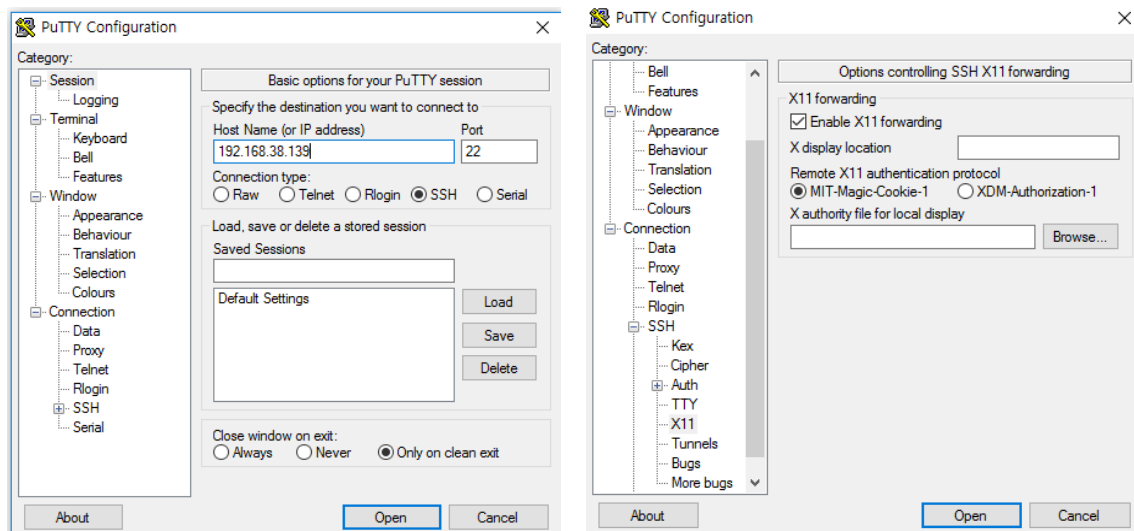 PuTTY Configuration
Category:
Session
Logging
Terminal
Keyboard
Bell
Features
Window
Appearance
Behaviour
Translation
Selection
Colours
Connection
Data
Proxy
Telnet
Rlogin
SSH
Serial
Basic options for your PuTTY session
Specify the destination you want to connect to
Host Name (or IP address) Port
192.168.38.139 22
Connection type:
Raw Telnet Rlogin SSH Serial
Load, save or delete a stored session
Saved Sessions
Default Settings
Load
Save
Delete
Close window on exit:
Always Never Only on clean exit
About Open Cancel
PuTTY Configuration
Category:
Bell
Features
Window
Appearance
Behaviour
Translation
Selection
Colours
Connection
Data
Proxy
Telnet
Rlogin
SSH
Kex
Cipher
Auth
TTY
X11
Tunnels
Bugs
More bugs
Options controlling SSH X11 forwarding
X11 forwarding
Enable X11 forwarding
X display location
Remote X11 authentication protocol
MIT-Magic-Cookie-1 XDM-Authorization-1
X authority file for local display
Browse...
About Open Cancel